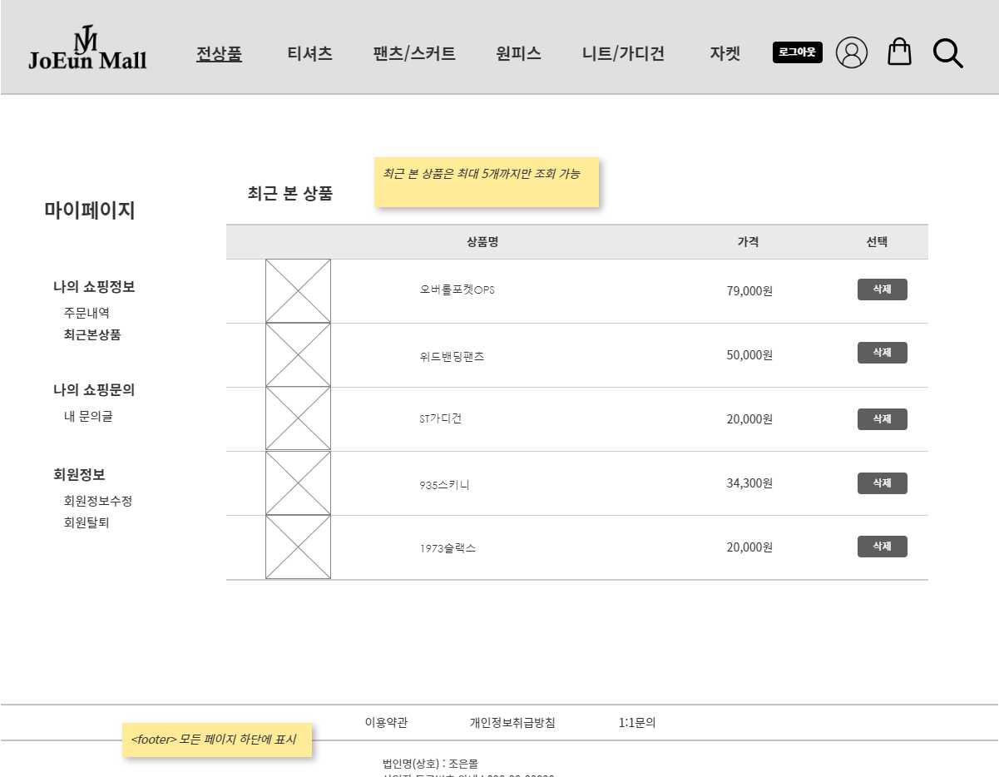 JM
JoEun Mall
전상품 티셔츠 팬츠/스커트 원피스 니트/가디건 자켓 로그아웃
최근 본 상품은 최대 5개까지만 조회 가능
최근 본 상품
마이페이지
상품명 가격 선택
나의 쇼핑정보
주문내역
최근본상품
나의 쇼핑문의
내 문의글
회원정보
회원정보수정
회원탈퇴
오버롤포켓OPS 79,000원 삭제
위드밴딩팬츠 50,000원 삭제
ST가디건 20,000원 삭제
935스키니 34,300원 삭제
1973슬랙스 20,000원 삭제
이용약관 개인정보취급방침 1:1문의
<footer> 모든 페이지 하단에 표시
법인명(상호) : 조은몰